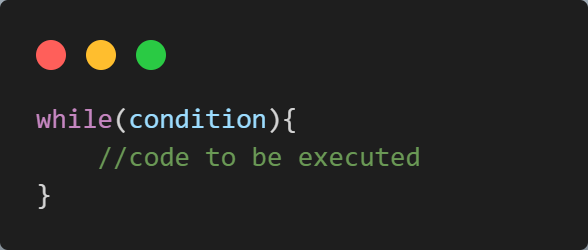 while(condition){
    //code to be executed
}